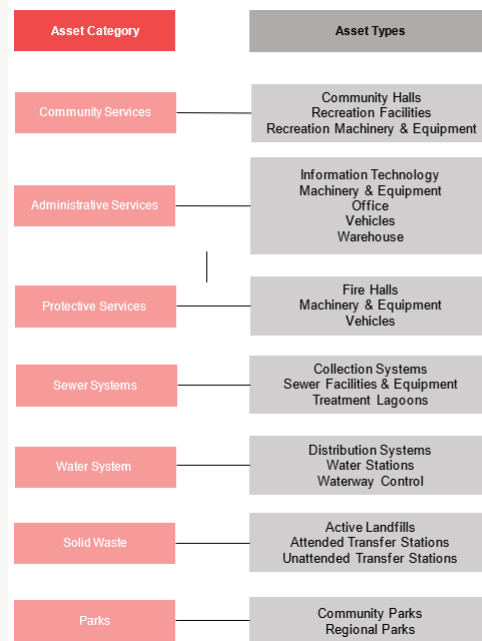 Asset Category
Asset Types
Community Services
Community Halls
Recreation Facilities
Recreation Machinery & Equipment
Administrative Services
Information Technology
Machinery & Equipment
Office
Vehicles
Warehouse
Protective Services
Fire Halls
Machinery & Equipment
Vehicles
Sewer Systems
Collection Systems
Sewer Facilities & Equipment
Treatment Lagoons
Water System
Distribution Systems
Water Stations
Waterway Control
Solid Waste
Active Landfills
Attended Transfer Stations
Unattended Transfer Stations
Parks
Community Parks
Regional Parks